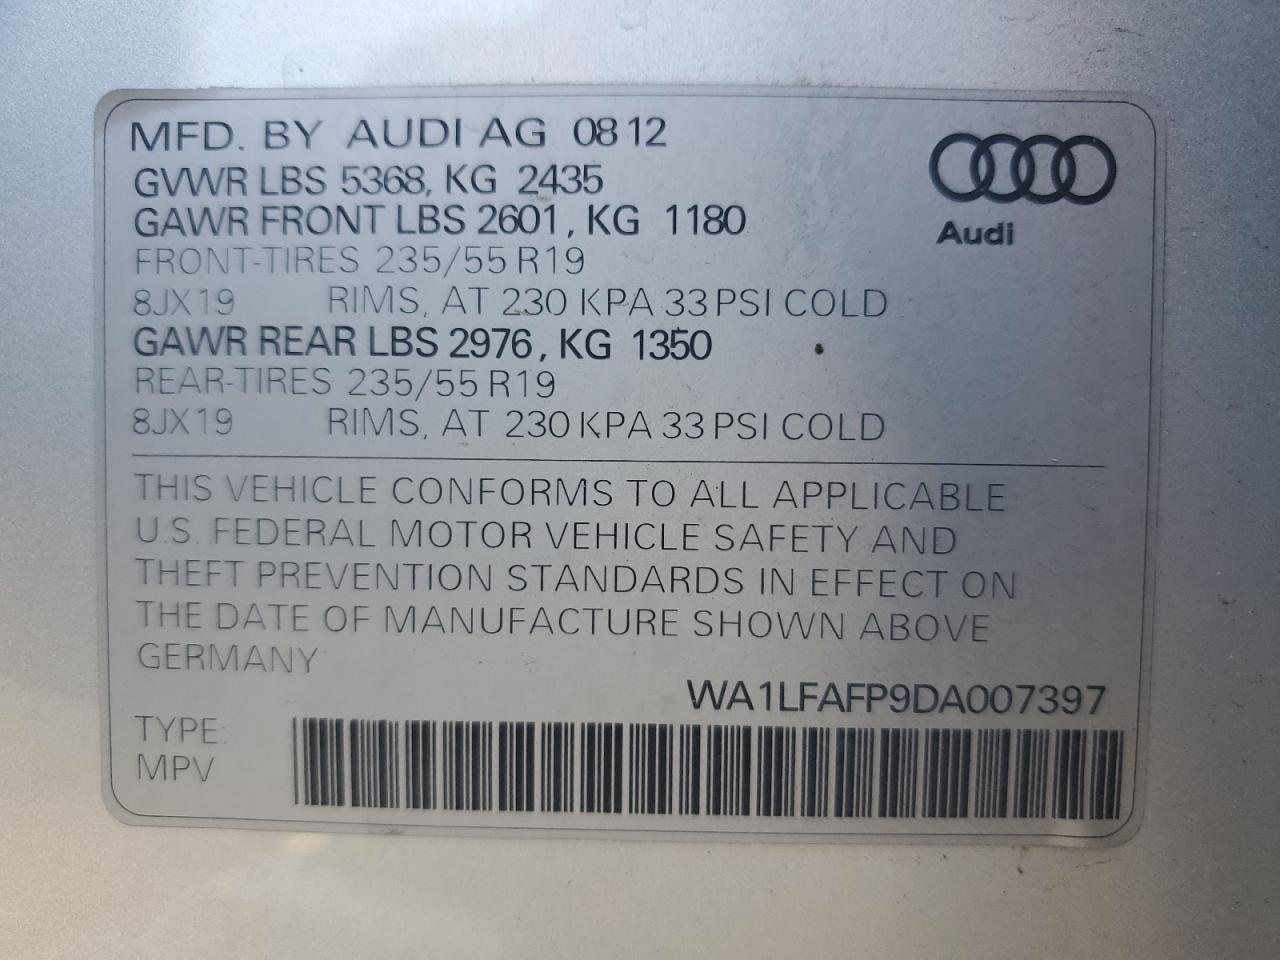 MFD. BY AUDI AG 08 12
GVWR LBS 5368, KG 2435
GAWR FRONT LBS 2601, KG 1180
FRONT-TIRES 235/55 R19
8JX19 RIMS, AT 230 KPA 33 PSI COLD
GAWR REAR LBS 2976, KG 1350
REAR-TIRES 235/55 R19
8JX19 RIMS, AT 230 KPA 33 PSI COLD
Audi
THIS VEHICLE CONFORMS TO ALL APPLICABLE
U.S. FEDERAL MOTOR VEHICLE SAFETY AND
THEFT PREVENTION STANDARDS IN EFFECT ON
THE DATE OF MANUFACTURE SHOWN ABOVE
GERMANY
WA1LFAFP9DA007397
TYPE:
MPV